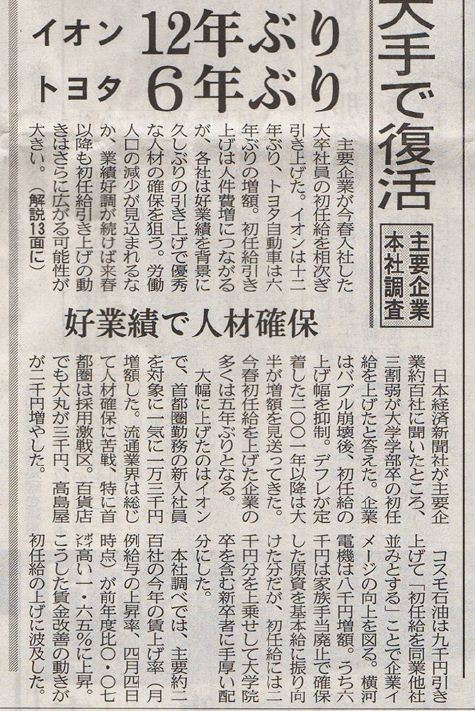 大手で復活
主要企業
本社調査
イオン 12年ぶり
トヨタ 6年ぶり
主要企業が今春入社した
大卒社員の初任給を相次ぎ
引き上げた。イオンは十二
年ぶり、トヨタ自動車は六
年ぶりの増額。初任給引き
上げは人件費増につながる
が、各社は好業績を背景に
久しぶりの引き上げで優秀
な人材の確保を狙う。労働
人口の減少が見込まれるな
か、業績好調が続けば来春
以降も初任給引き上げの動
きはさらに広がる可能性が
大きい。（解説13面に）
好業績で人材確保
日本経済新聞社が主要企
業約百社に聞いたところ、
三割弱が大学学部卒の初任
給を上げたと答えた。企業
はバブル崩壊後、初任給の
上げ幅を抑制。デフレが定
着した二〇〇一年以降は大
半が増額を見送ってきた。
今春初任給を上げた企業の
多くは五年ぶりとなる。
大幅に上げたのはイオン
で、首都圏勤務の新入社員
を対象に一気に一万三千円
増額した。流通業界は総じ
て人材確保に苦戦、特に首
都圏は採用激戦区。百貨店
でも大丸が三千円、高島屋
が二千円増やした。
コスモ石油は九千円引き
上げて「初任給を同業他社
並みとする」ことで企業イ
メージの向上を図る。横河
電機は八千円増額。うち六
千円は家族手当廃止で確保
した原資を基本給に振り向
けた分だが、初任給には二
千円分を上乗せして大学院
卒を含む新卒者に手厚い配
分にした。
本社調べでは、主要約二
百社の今年の賃上げ率（月
例給与の上昇率、四月四日
時点）が前年度比〇・〇七
ポイント高い一・六五％に上昇。
こうした賃金改善の動きが
初任給の上げに波及した。